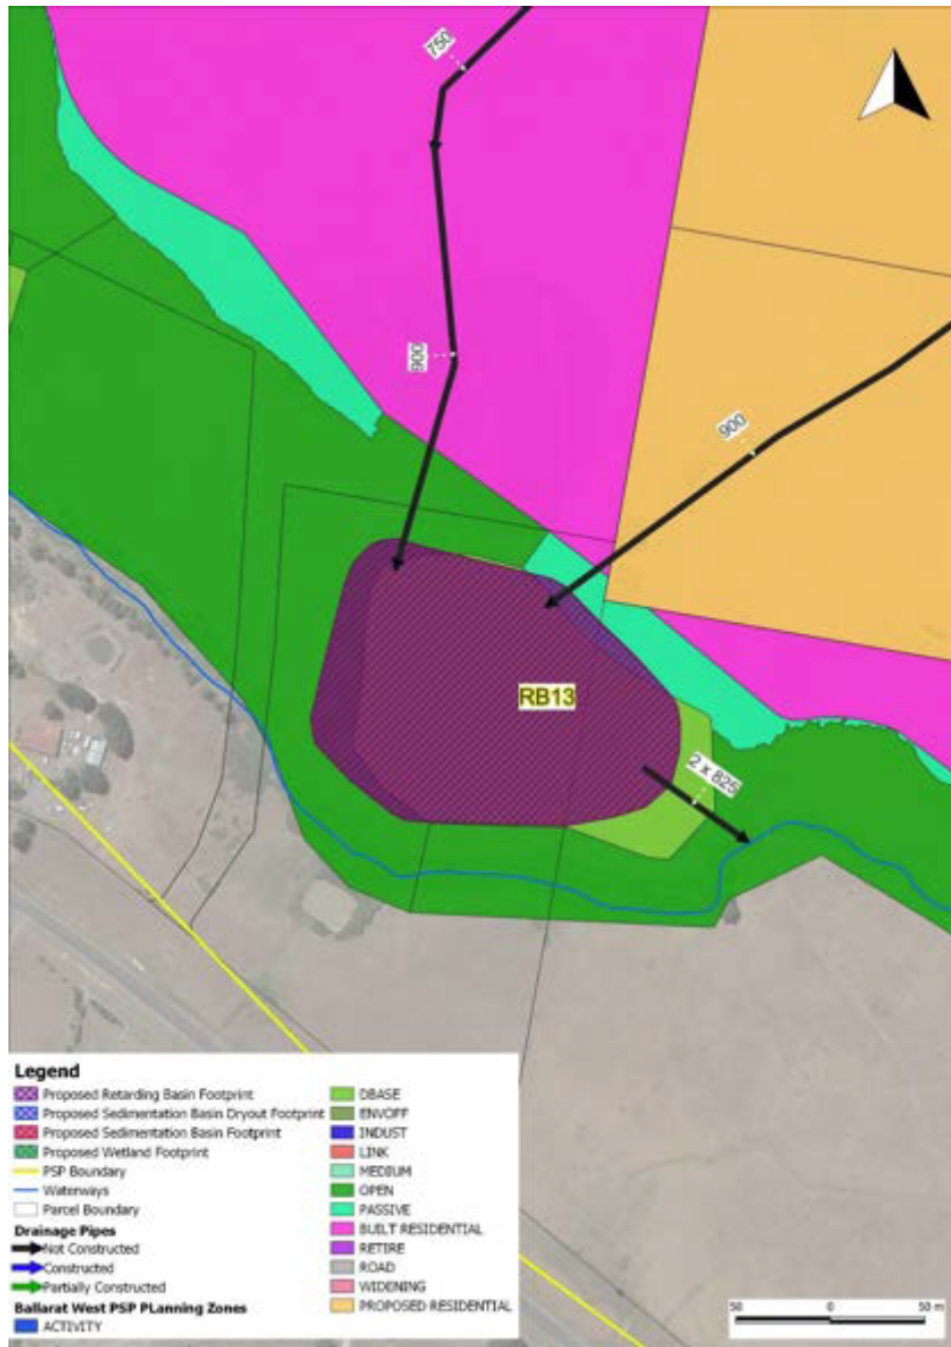 750
900
900
RB13
2 x 825
Legend
Proposed Retarding Basin Footprint
Proposed Sedimentation Basin Dryout Footprint
Proposed Sedimentation Basin Footprint
Proposed Wetland Footprint
PSP Boundary
Waterways
Parcel Boundary
Drainage Pipes
Not Constructed
Constructed
Partially Constructed
Ballarat West PSP PLanning Zones
ACTIVITY
DBASE
ENVOFF
INDUST
LINK
MEDIUM
OPEN
PASSIVE
BUILT RESIDENTIAL
RETIRE
ROAD
WIDENING
PROPOSED RESIDENTIAL
50 0 50 m